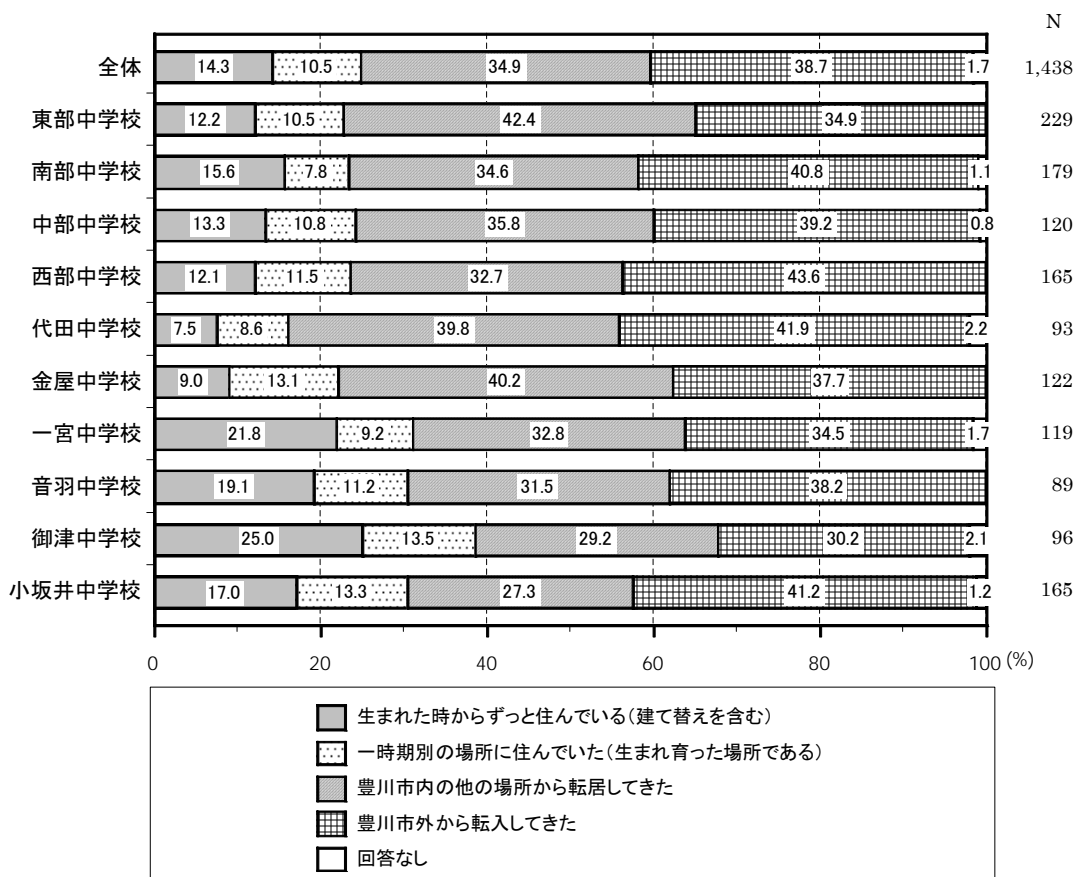 N
全体 14.3 10.5 34.9 38.7 1.7 1,438
東部中学校 12.2 10.5 42.4 34.9 229
南部中学校 15.6 7.8 34.6 40.8 1.1 179
中部中学校 13.3 10.8 35.8 39.2 0.8 120
西部中学校 12.1 11.5 32.7 43.6 165
代田中学校 7.5 8.6 39.8 41.9 2.2 93
金屋中学校 9.0 13.1 40.2 37.7 122
一宮中学校 21.8 9.2 32.8 34.5 1.7 119
音羽中学校 19.1 11.2 31.5 38.2 89
御津中学校 25.0 13.5 29.2 30.2 2.1 96
小坂井中学校 17.0 13.3 27.3 41.2 1.2 165
0 20 40 60 80 100 (%)
生まれた時からずっと住んでいる(建て替えを含む)
一時期別の場所に住んでいた(生まれ育った場所である)
豊川市内の他の場所から転居してきた
豊川市外から転入してきた
回答なし